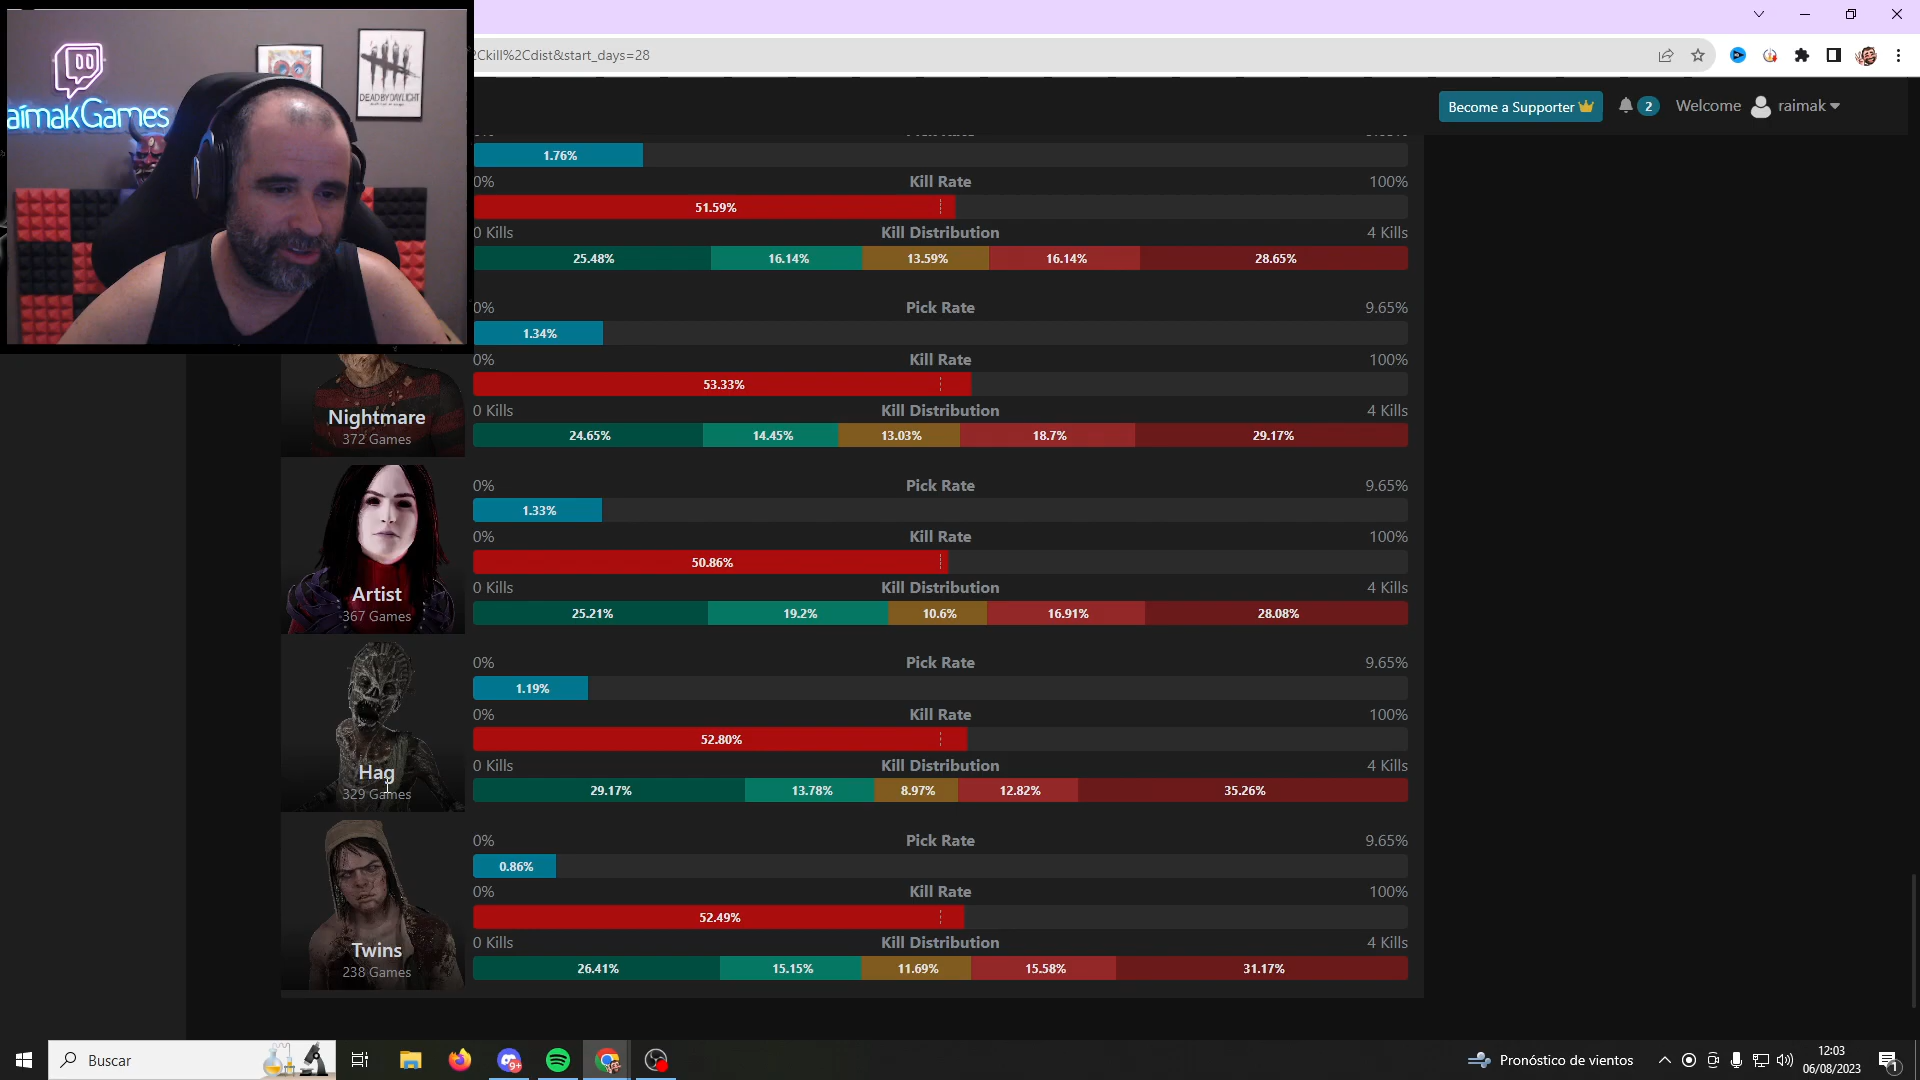 2Ckill%2Cdist&start_days=28
aimakGames
DEAD BY DAYLIGHT
Become a Supporter
2
Welcome
raimak
1.76%
0% Kill Rate 100%
51.59%
0 Kills Kill Distribution 4 Kills
25.48% 16.14% 13.59% 16.14% 28.65%
0% Pick Rate 9.65%
1.34%
0% Kill Rate 100%
53.33%
Nightmare
372 Games
0 Kills Kill Distribution 4 Kills
24.65% 14.45% 13.03% 18.7% 29.17%
0% Pick Rate 9.65%
1.33%
0% Kill Rate 100%
50.86%
Artist
367 Games
0 Kills Kill Distribution 4 Kills
25.21% 19.2% 10.6% 16.91% 28.08%
0% Pick Rate 9.65%
1.19%
0% Kill Rate 100%
52.80%
Hag
329 Games
0 Kills Kill Distribution 4 Kills
29.17% 13.78% 8.97% 12.82% 35.26%
0% Pick Rate 9.65%
0.86%
0% Kill Rate 100%
52.49%
Twins
238 Games
0 Kills Kill Distribution 4 Kills
26.41% 15.15% 11.69% 15.58% 31.17%
Buscar
9+
Pronóstico de vientos
12:03
06/08/2023
1